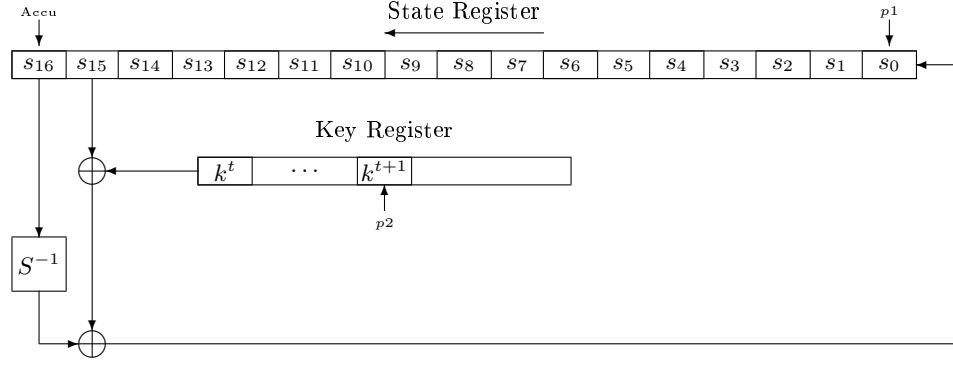 State Register
Accu p1
s16 s15 s14 s13 s12 s11 s10 s9 s8 s7 s6 s5 s4 s3 s2 s1 s0
Key Register
k^t ... k^{t+1}
p2
S^{-1}